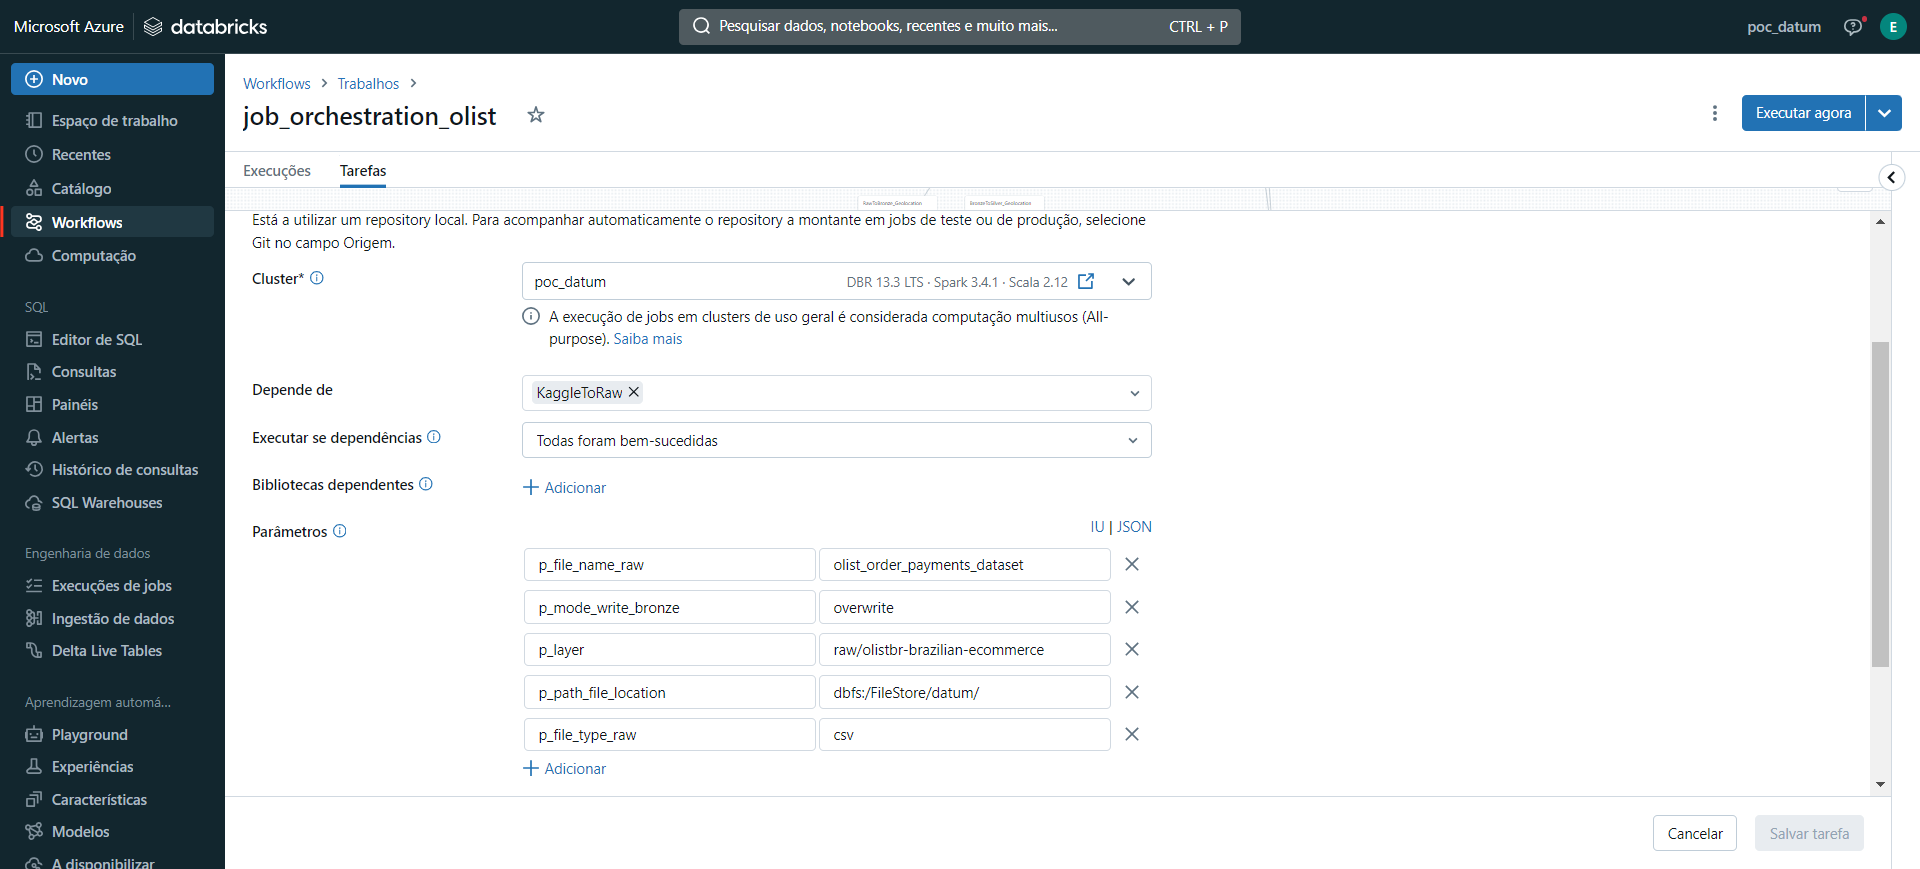 Microsoft Azure databricks
Pesquisar dados, notebooks, recentes e muito mais... CTRL + P
poc_datum E
Novo
Espaço de trabalho
Recentes
Catálogo
Workflows
Computação
SQL
Editor de SQL
Consultas
Painéis
Alertas
Histórico de consultas
SQL Warehouses
Engenharia de dados
Execuções de jobs
Ingestão de dados
Delta Live Tables
Aprendizagem automá...
Playground
Experiências
Características
Modelos
A disponibilizar
Workflows > Trabalhos >
job_orchestration_olist
Executar agora
Execuções Tarefas
RawToBronze_Geolocation BronzeToSilver_Geolocation
Está a utilizar um repository local. Para acompanhar automaticamente o repository a montante em jobs de teste ou de produção, selecione
Git no campo Origem.
Cluster* poc_datum DBR 13.3 LTS · Spark 3.4.1 · Scala 2.12
A execução de jobs em clusters de uso geral é considerada computação multiusos (All-
purpose). Saiba mais
Depende de KaggleToRaw
Executar se dependências Todas foram bem-sucedidas
Bibliotecas dependentes + Adicionar
Parâmetros IU | JSON
p_file_name_raw olist_order_payments_dataset
p_mode_write_bronze overwrite
p_layer raw/olistbr-brazilian-ecommerce
p_path_file_location dbfs:/FileStore/datum/
p_file_type_raw csv
+ Adicionar
Cancelar Salvar tarefa